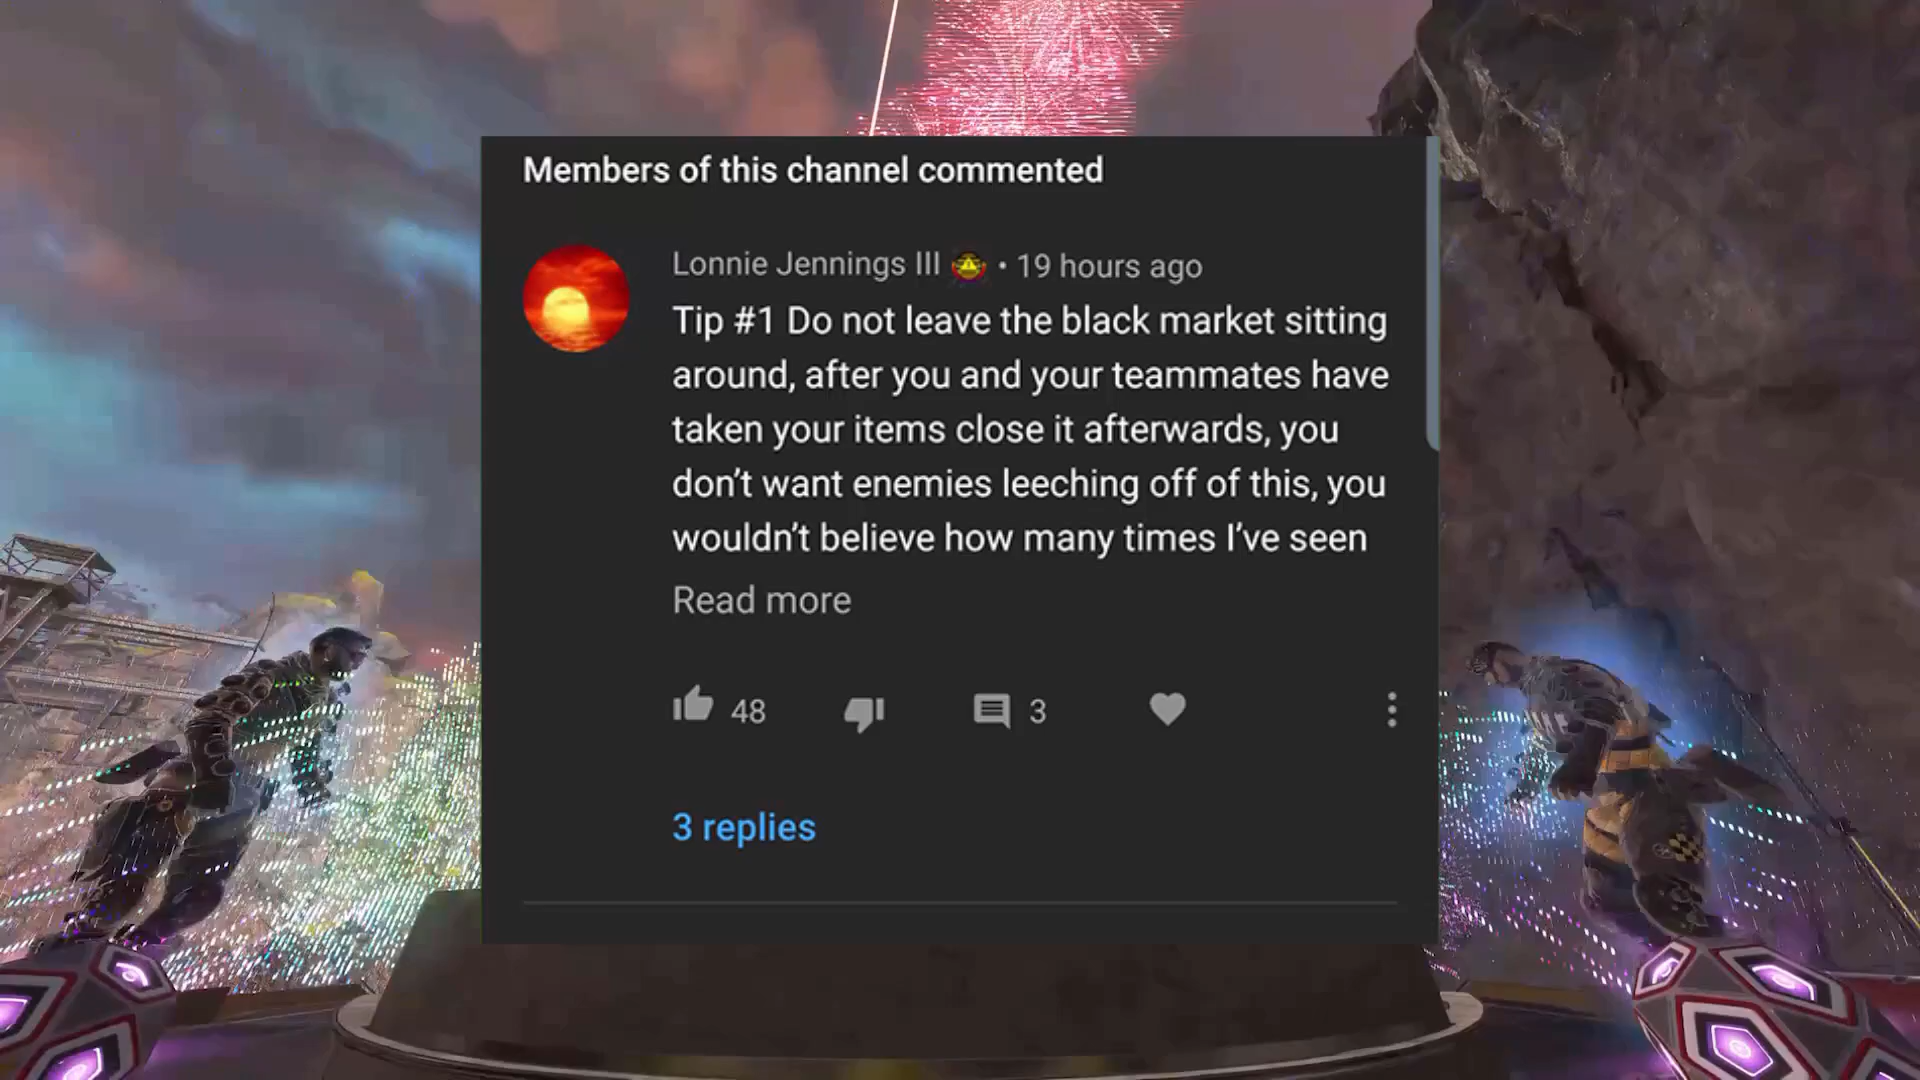 Members of this channel commented
Lonnie Jennings III • 19 hours ago
Tip #1 Do not leave the black market sitting
around, after you and your teammates have
taken your items close it afterwards, you
don’t want enemies leeching off of this, you
wouldn’t believe how many times I’ve seen
Read more
48 3
3 replies